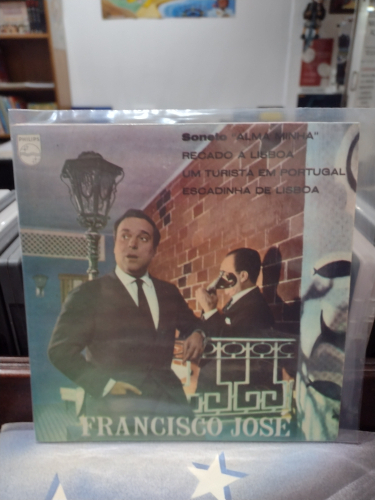 PHILIPS
Soneto "ALMA MINHA"
RECADO A LISBOA
UM TURISTA EM PORTUGAL
ESCADINHA DE LISBOA
FRANCISCO JOSÉ